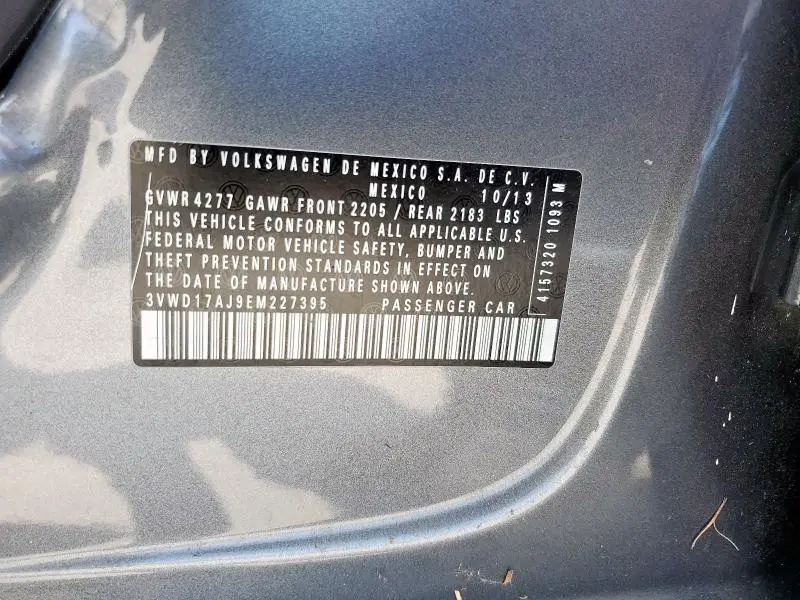 MFD BY VOLKSWAGEN DE MEXICO S.A. DE C.V.
MEXICO 10/13
GVWR 4277 GAWR FRONT 2205 / REAR 2183 LBS
THIS VEHICLE CONFORMS TO ALL APPLICABLE U.S.
FEDERAL MOTOR VEHICLE SAFETY, BUMPER AND
THEFT PREVENTION STANDARDS IN EFFECT ON
THE DATE OF MANUFACTURE SHOWN ABOVE.
3VWD17AJ9EM227395 PASSENGER CAR
4157320 1093 M